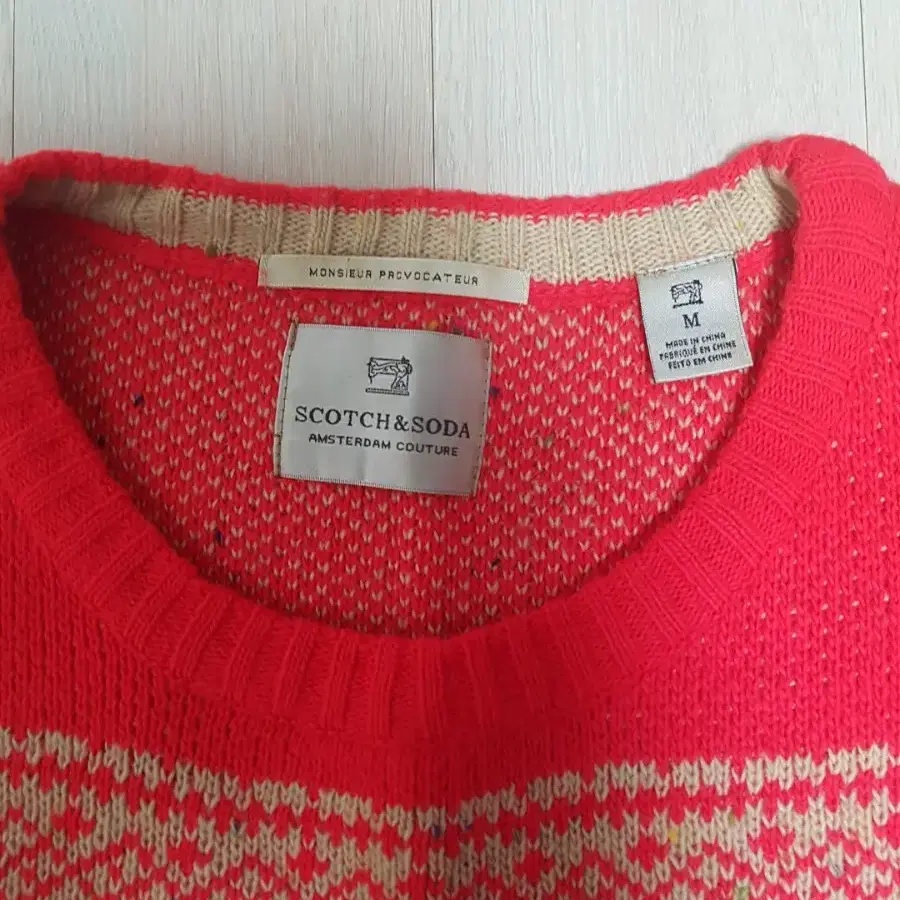 MONSIEUR PROVOCATEUR
SCOTCH & SODA
AMSTERDAM COUTURE
M
MADE IN CHINA
FABRIQUÉ EN CHINE
FEITO EM CHINA